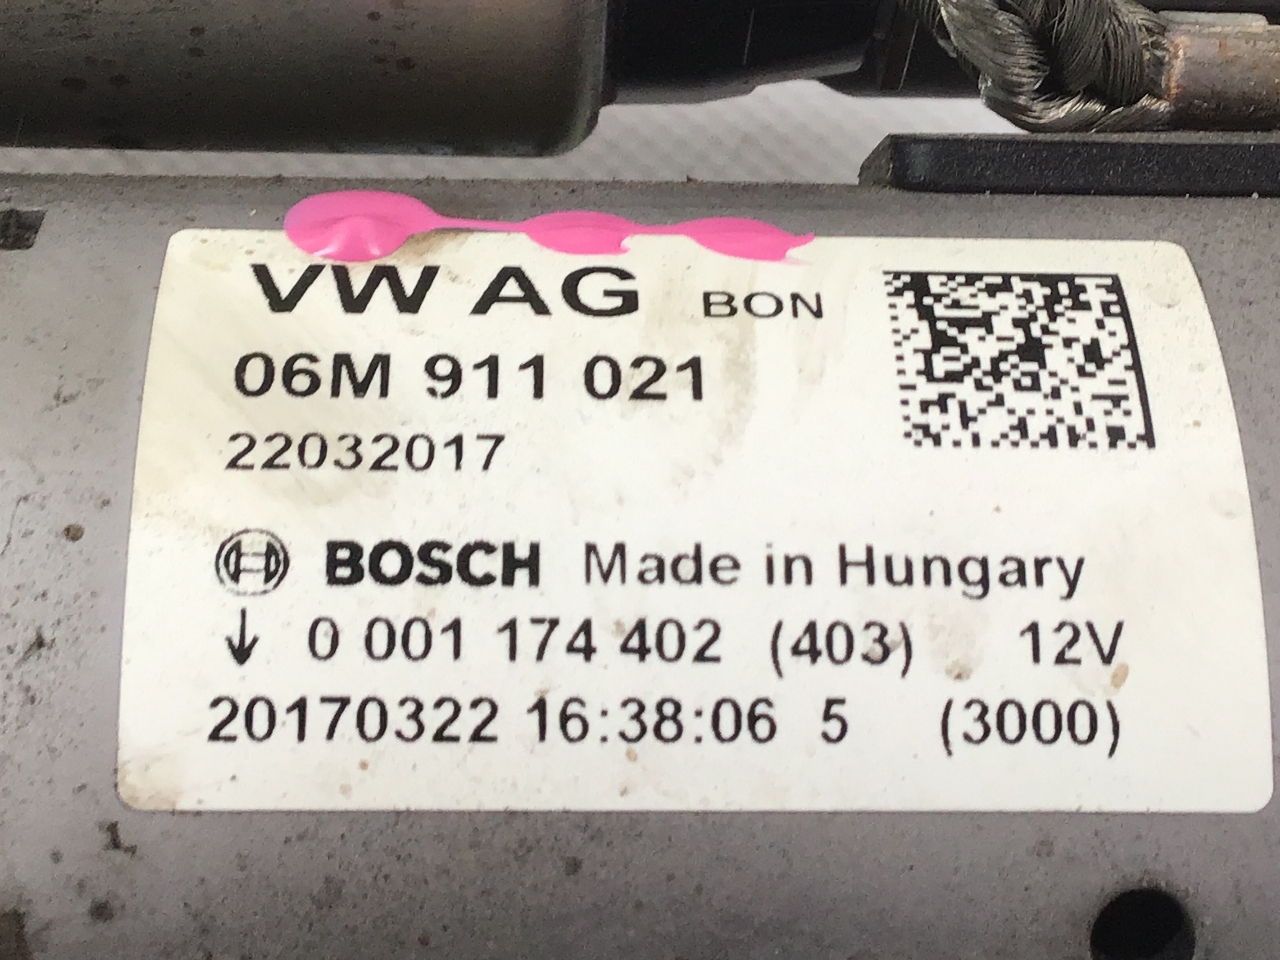 VW AG BON
06M 911 021
22032017
BOSCH Made in Hungary
↓ 0 001 174 402 (403) 12V
20170322 16:38:06 5 (3000)